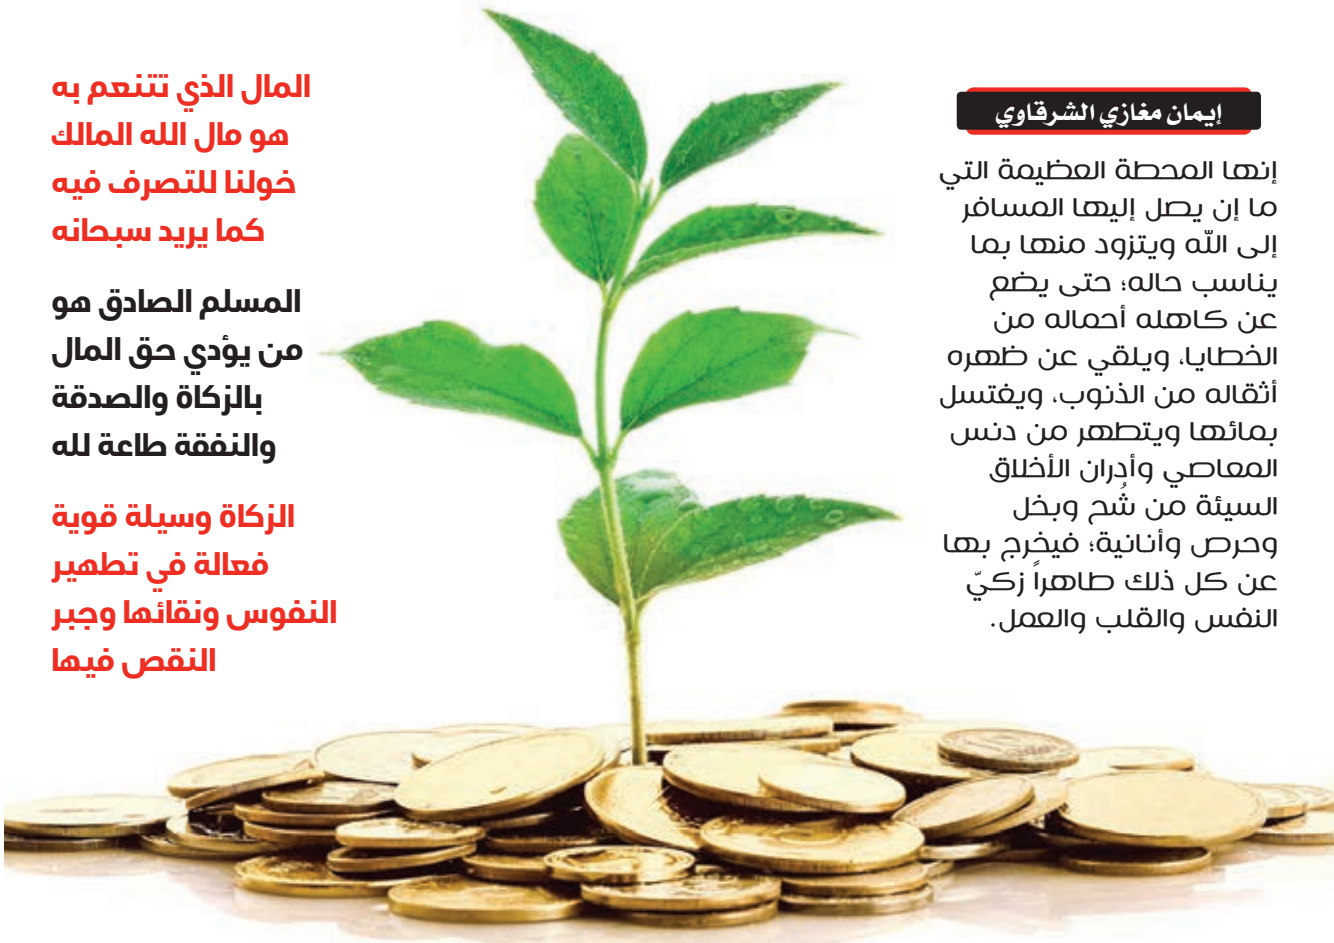 إيمان مغازي الشرقاوي
إنها المحطة العظيمة التي
ما إن يصل إليها المسافر
إلى الله ويتزود منها بما
يناسب حاله؛ حتى يضع
عن كاهله أحماله من
الخطايا، ويلقي عن ظهره
أثقاله من الذنوب، ويغتسل
بمائها ويتطهر من دنس
المعاصي وأدران الأخلاق
السيئة من شُح وبخل
وحرص وأنانية؛ فيخرج بها
عن كل ذلك طاهراً زكيّ
النفس والقلب والعمل.
المال الذي تتنعم به
هو مال الله المالك
خولنا للتصرف فيه
كما يريد سبحانه
المسلم الصادق هو
من يؤدي حق المال
بالزكاة والصدقة
والنفقة طاعة لله
الزكاة وسيلة قوية
فعالة في تطهير
النفوس ونقائها وجبر
النقص فيها